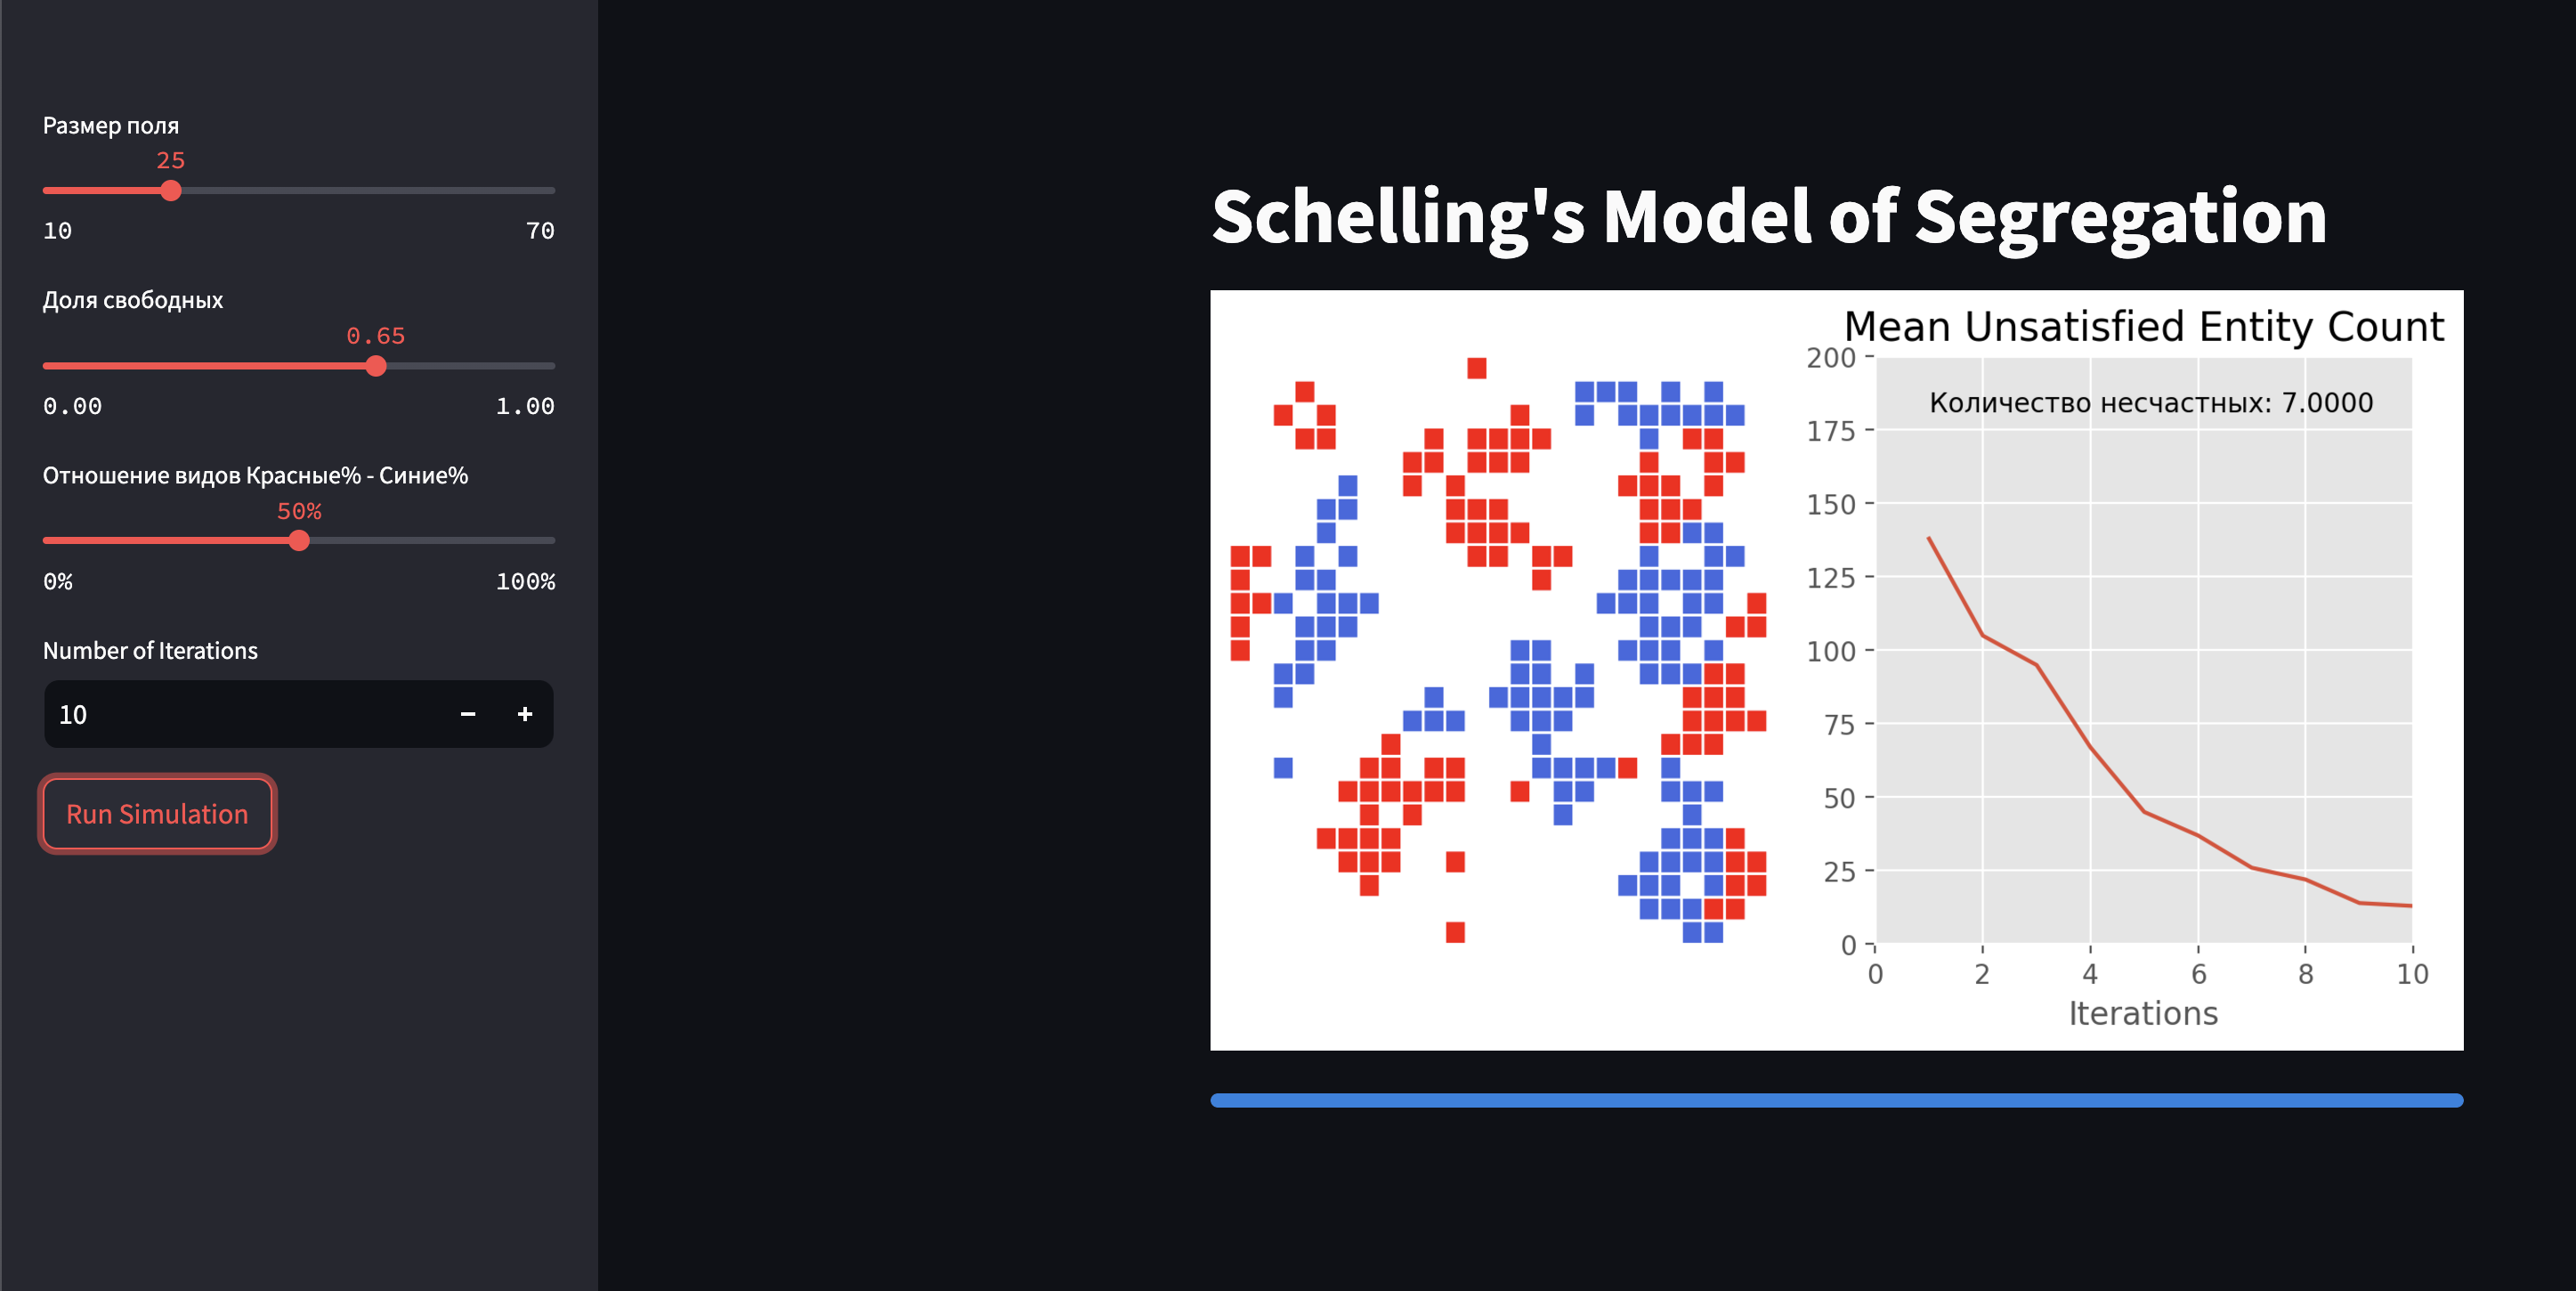 Размер поля
25
10 70
Доля свободных
0.65
0.00 1.00
Отношение видов Красные% - Синие%
50%
0% 100%
Number of Iterations
10 − +
Run Simulation
Schelling's Model of Segregation
Mean Unsatisfied Entity Count
Количество несчастных: 7.0000
200
175
150
125
100
75
50
25
0
0 2 4 6 8 10
Iterations